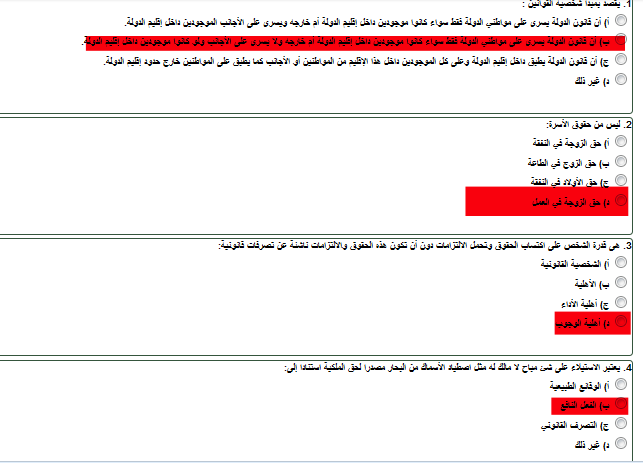 1. يقصد بمبدأ شخصية القوانين :
أ) أن قانون الدولة يسرى على مواطني الدولة فقط سواء كانوا موجودين داخل إقليم الدولة أم خارجه ويسرى على الأجانب الموجودين داخل إقليم الدولة.
ب) أن قانون الدولة يسرى على مواطني الدولة فقط سواء كانوا موجودين داخل إقليم الدولة أم خارجه ولا يسرى على الأجانب ولو كانوا موجودين داخل إقليم الدولة.
ج) أن قانون الدولة يطبق داخل إقليم الدولة وعلى كل الموجودين داخل هذا الإقليم من المواطنين أو الأجانب كما يطبق على المواطنين خارج حدود إقليم الدولة.
د) غير ذلك
2. ليس من حقوق الأسرة:
أ) حق الزوجة في النفقة
ب) حق الزوج في الطاعة
ج) حق الأولاد في النفقة
د) حق الزوجة في العمل
3. هي قدرة الشخص على اكتساب الحقوق وتحمل الالتزامات دون أن تكون هذه الحقوق والالتزامات ناشئة عن تصرفات قانونية:
أ) الشخصية القانونية
ب) الأهلية
ج) أهلية الأداء
د) أهلية الوجوب
4. يعتبر الاستيلاء على شئ مباح لا مالك له مثل اصطياد الأسماك من البحار مصدرا لحق الملكية استنادا إلى:
أ) الوقائع الطبيعية
ب) الفعل النافع
ج) التصرف القانوني
د) غير ذلك